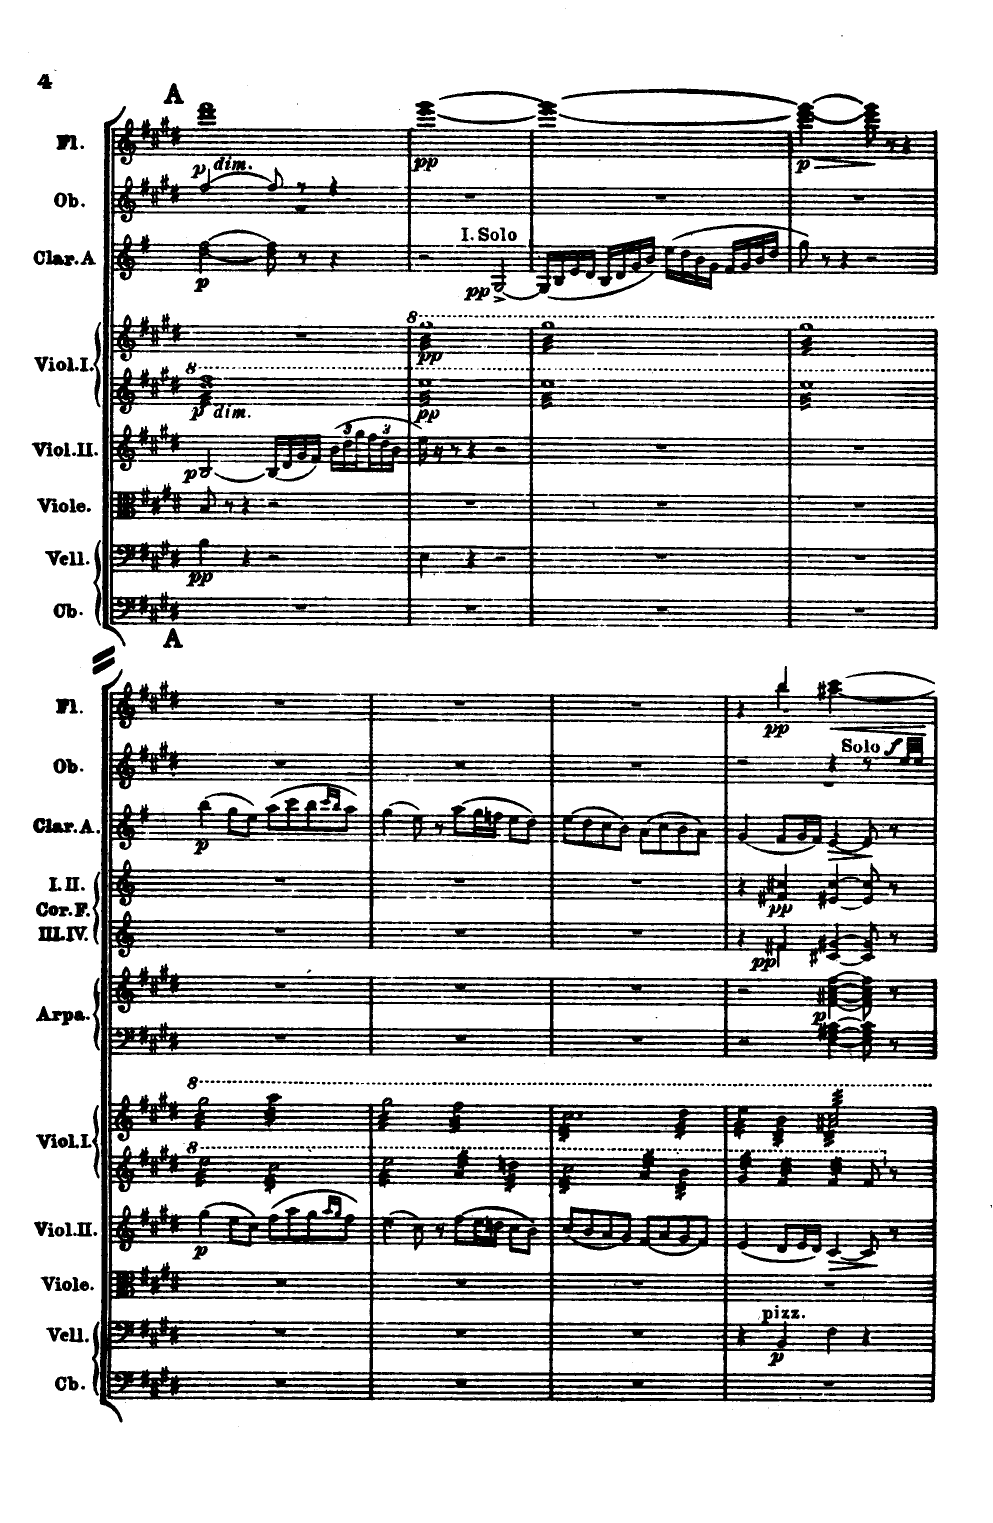 4
A
Fl.
p dim.
pp
p
Ob.
I. Solo
Clar. A
p
pp
8
Viol. I.
pp
8
p dim.
pp
Viol. II.
p
3
3
Viole.
Vcll.
pp
Cb.
A
Fl.
pp
Solo f
Ob.
Clar. A.
p
I. II.
Cor. F.
pp
III. IV.
pp
Arpa.
p
8
Viol. I.
8
Viol. II.
p
Viole.
pizz.
Vcll.
p
Cb.